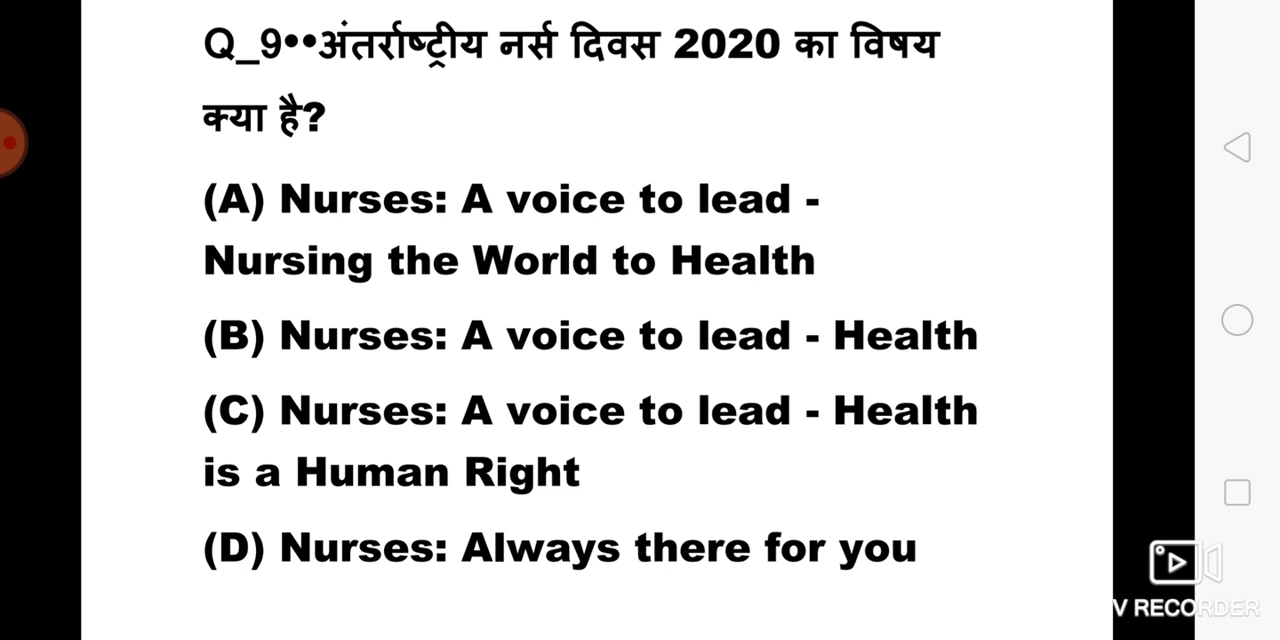 Q_9••अंतर्राष्ट्रीय नर्स दिवस 2020 का विषय
क्या है?
(A) Nurses: A voice to lead -
Nursing the World to Health
(B) Nurses: A voice to lead - Health
(C) Nurses: A voice to lead - Health
is a Human Right
(D) Nurses: Always there for you
V RECORDER